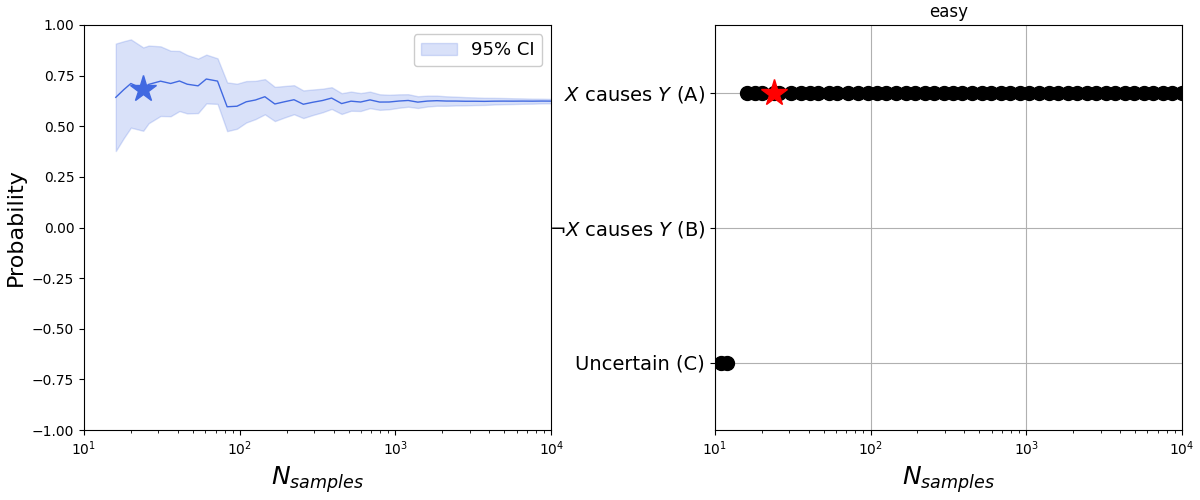 easy
1.00
0.75
0.50
0.25
0.00
−0.25
−0.50
−0.75
−1.00
Probability
95% CI
10¹ 10² 10³ 10⁴
N_samples
X causes Y (A)
¬X causes Y (B)
Uncertain (C)
10¹ 10² 10³ 10⁴
N_samples